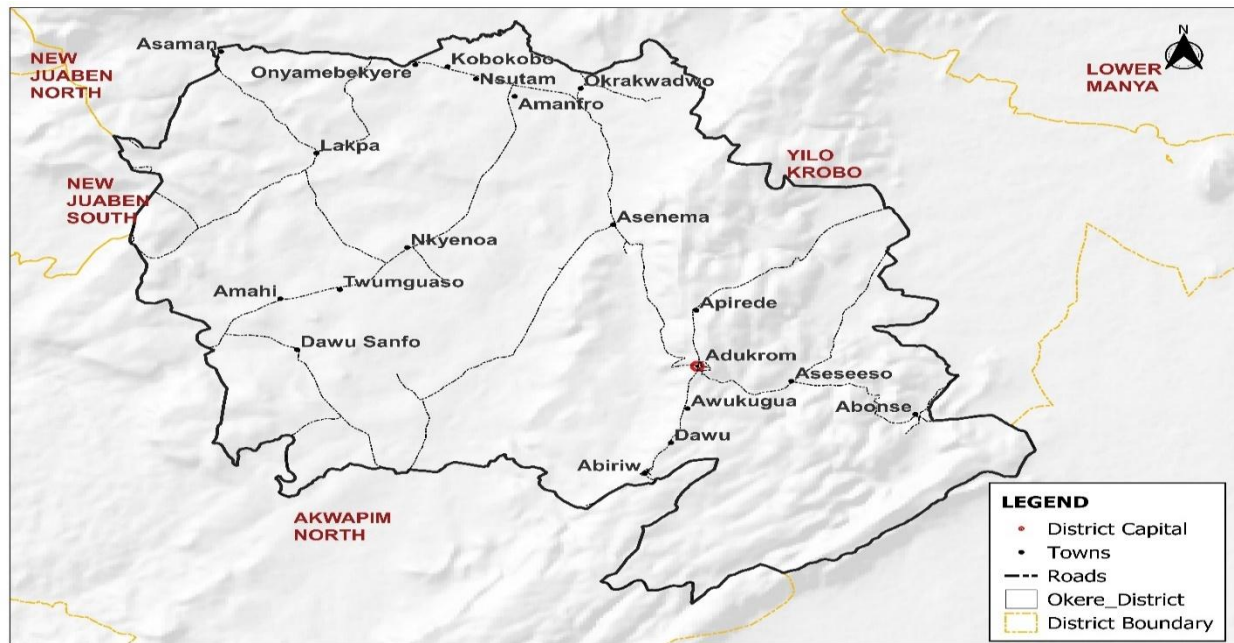 N
Asaman
NEW
JUABEN
NORTH
Kobokobo
Onyamebekyere
Nsutam
Okrakwadwo
Amanfro
LOWER
MANYA
Lakpa
YILO
KROBO
NEW
JUABEN
SOUTH
Asenema
Nkyenoa
Twumguaso
Amahi
Apirede
Dawu Sanfo
Adukrom
Aseseeso
Awukugua
Abonse
Dawu
Abiriw
AKWAPIM
NORTH
LEGEND
District Capital
Towns
Roads
Okere_District
District Boundary